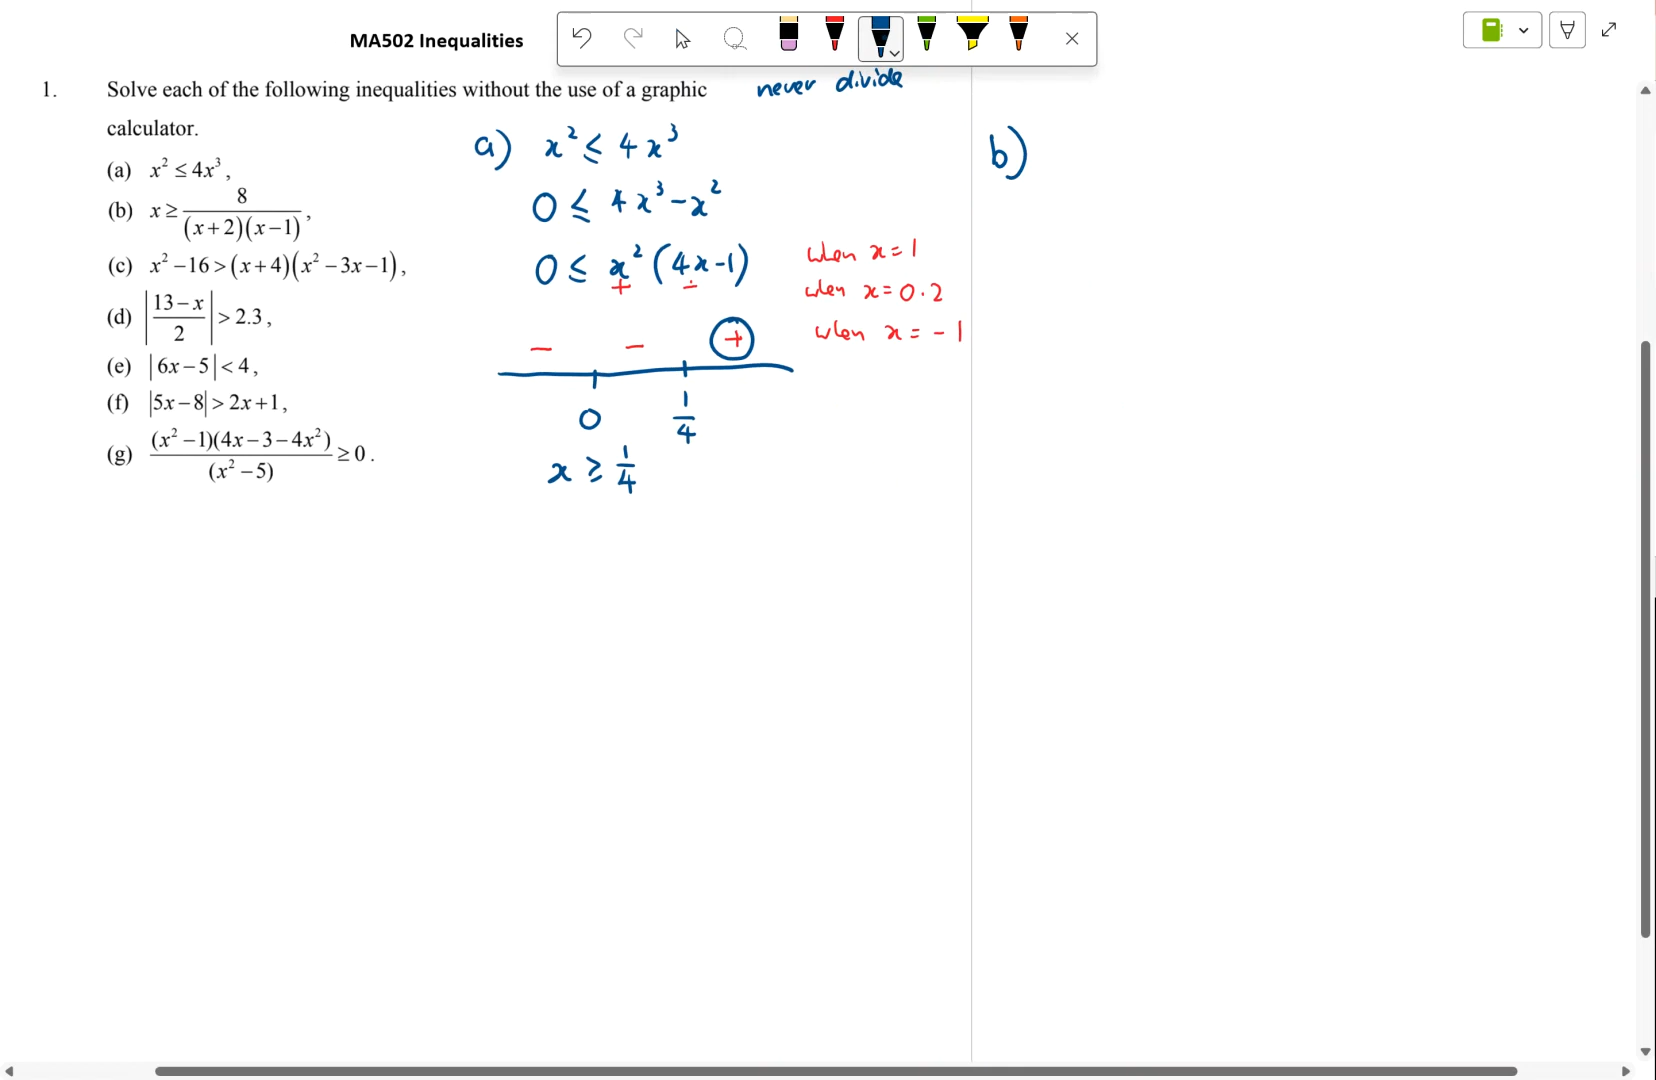 MA502 Inequalities
1. Solve each of the following inequalities without the use of a graphic
calculator.
(a) x² ≤ 4x³,
(b) x ≥ 8/((x+2)(x−1)),
(c) x² −16 > (x+4)(x² −3x−1),
(d) |(13−x)/2| > 2.3,
(e) |6x−5| < 4,
(f) |5x−8| > 2x+1,
(g) ((x² −1)(4x−3−4x²))/(x² −5) ≥ 0.
never divide
a) x² ≤ 4x³
0 ≤ 4x³ − x²
0 ≤ x² (4x−1)
+ −
when x = 1
when x = 0.2
when x = −1
− − +
0 1/4
x ≥ 1/4
b)